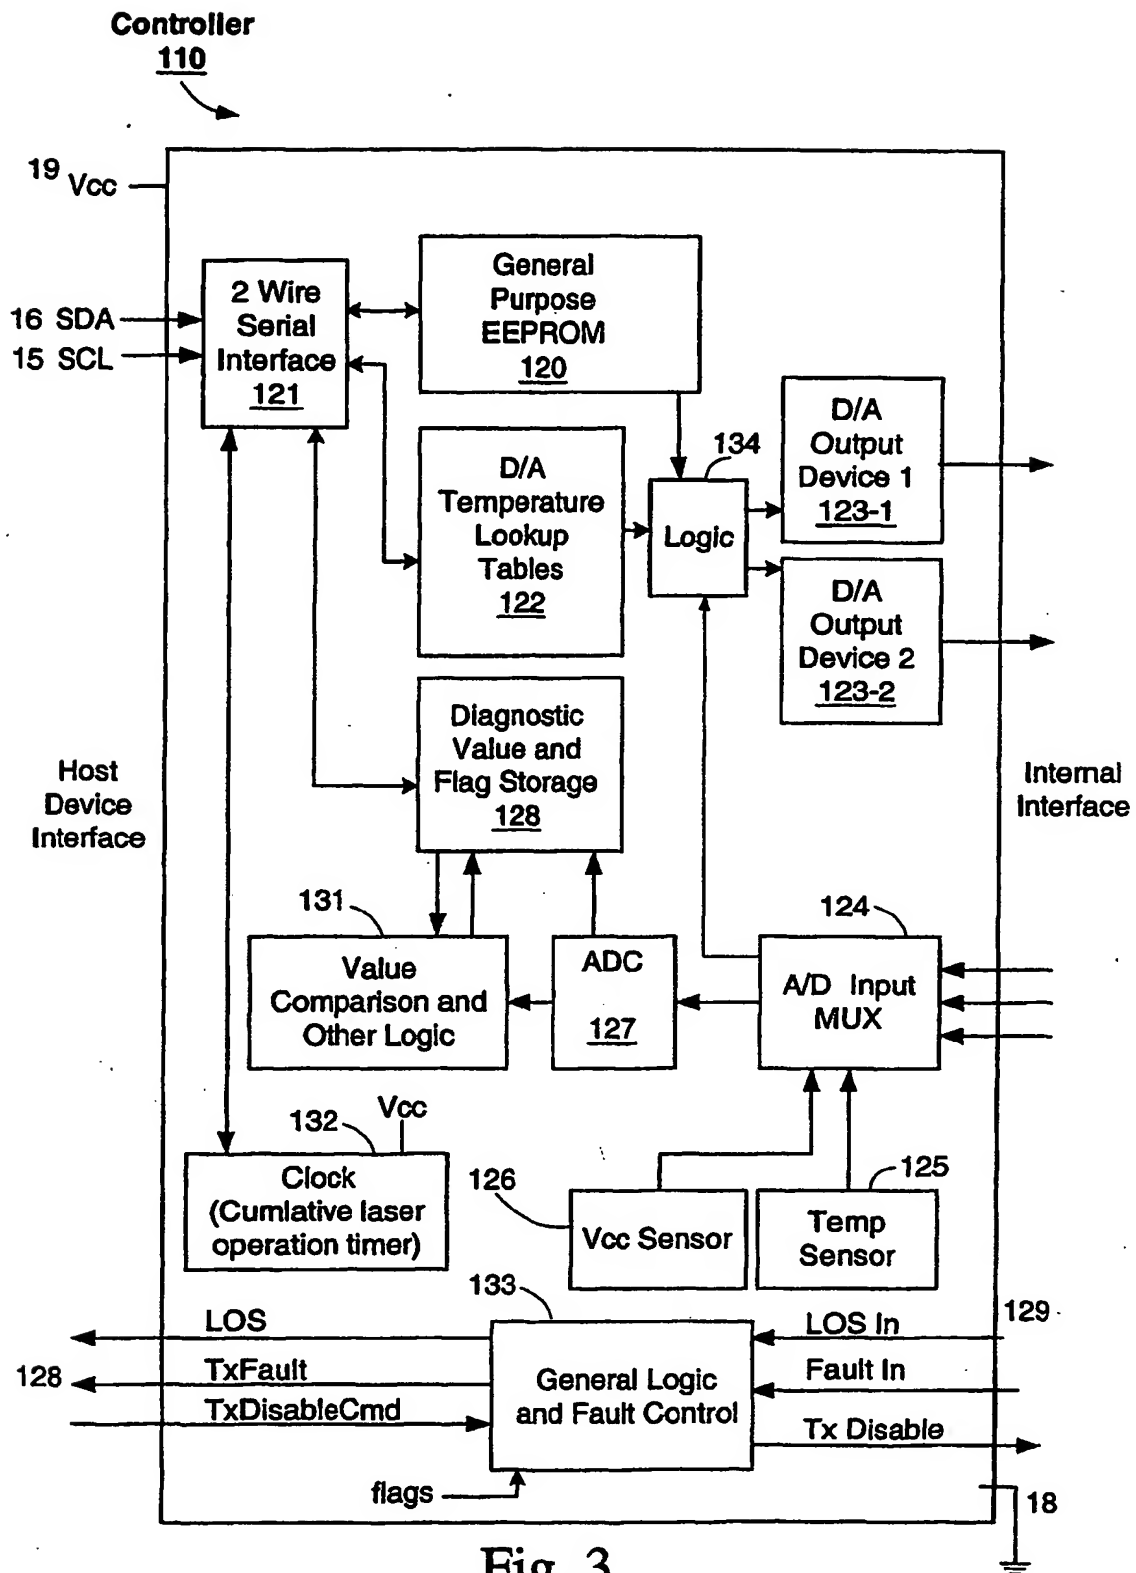 Controller
110
19 Vcc
16 SDA
15 SCL
2 Wire
Serial
Interface
121
General
Purpose
EEPROM
120
D/A
Temperature
Lookup
Tables
122
134
Logic
D/A
Output
Device 1
123-1
D/A
Output
Device 2
123-2
Diagnostic
Value and
Flag Storage
128
Host
Device
Interface
Internal
Interface
131
Value
Comparison and
Other Logic
ADC
127
124
A/D Input
MUX
132
Vcc
Clock
(Cumlative laser
operation timer)
126
Vcc Sensor
125
Temp
Sensor
133
General Logic
and Fault Control
LOS
TxFault
TxDisableCmd
128
flags
LOS In
129
Fault In
Tx Disable
18
Fig. 3